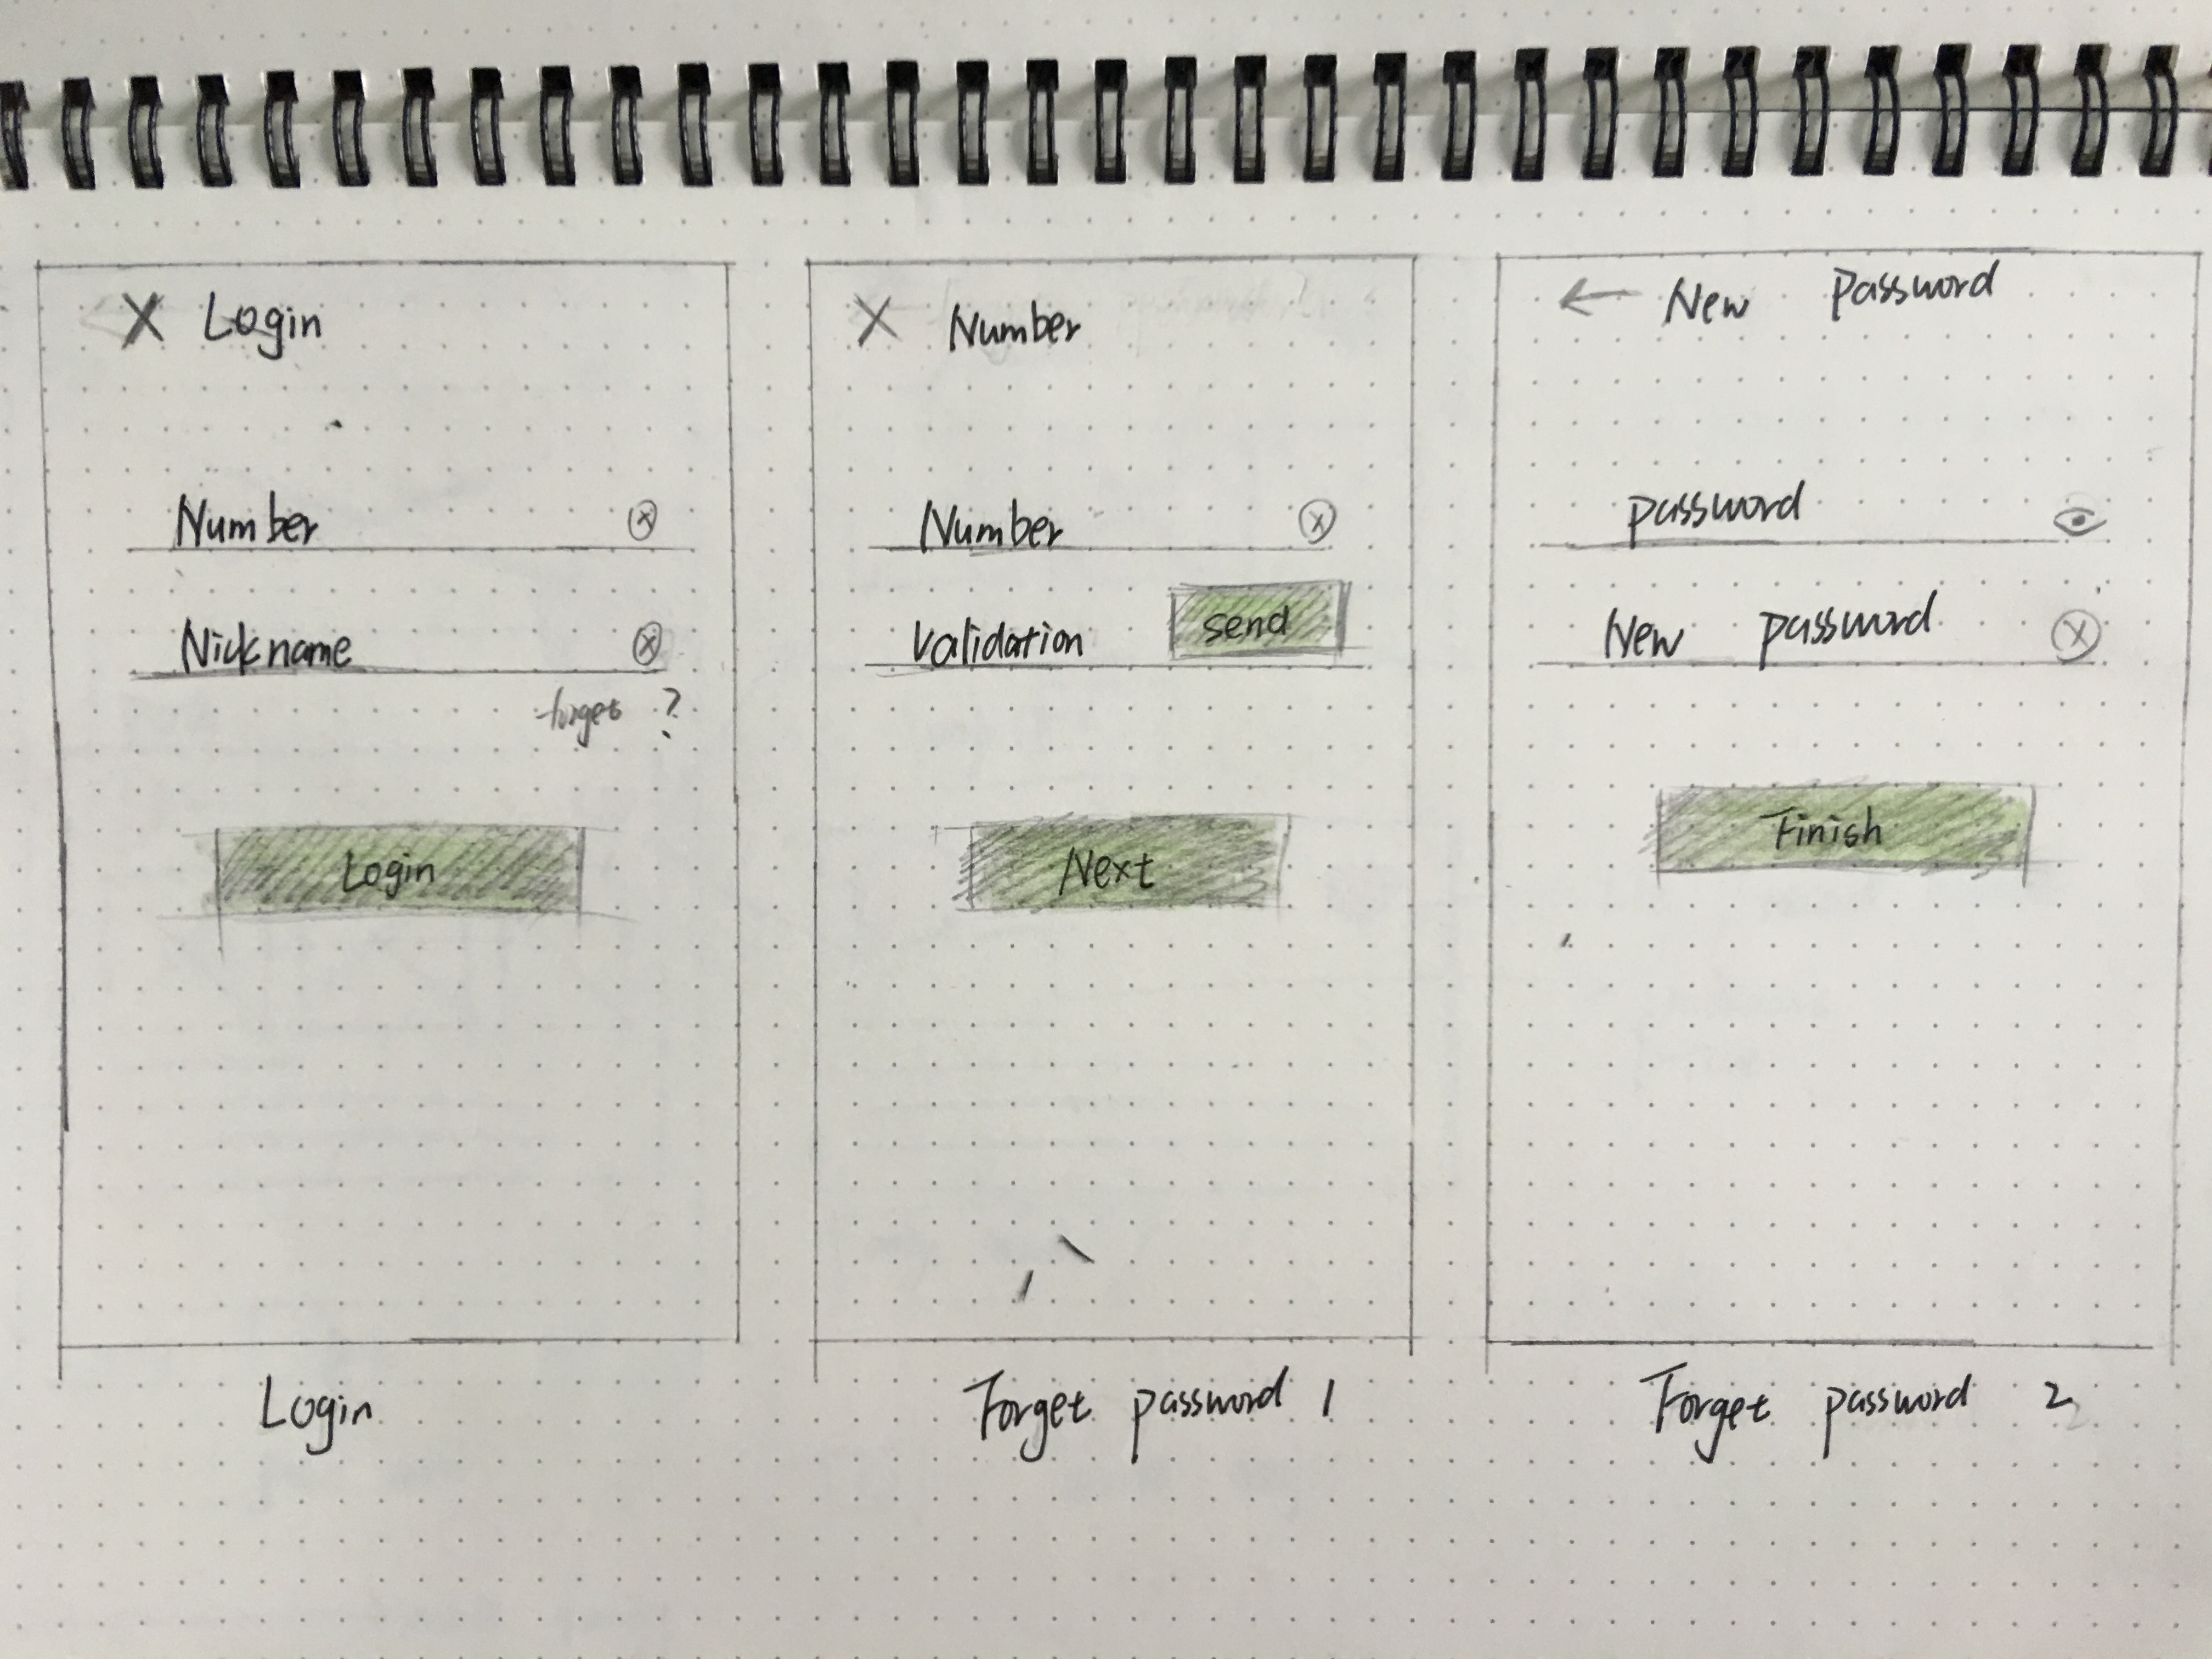 X Login
Number
Nickname
forget ?
Login
Login
X Number
Number
Validation send
Next
Forget password 1
← New Password
password
New password
Finish
Forget password 2